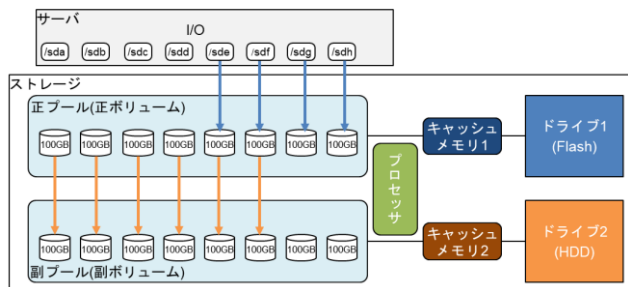 サーバ
I/O
/sda /sdb /sdc /sdd /sde /sdf /sdg /sdh
ストレージ
正プール(正ボリューム)
100GB 100GB 100GB 100GB 100GB 100GB 100GB 100GB
キャッシュ
メモリ1
ドライブ1
(Flash)
プロセッサ
副プール(副ボリューム)
100GB 100GB 100GB 100GB 100GB 100GB 100GB 100GB
キャッシュ
メモリ2
ドライブ2
(HDD)